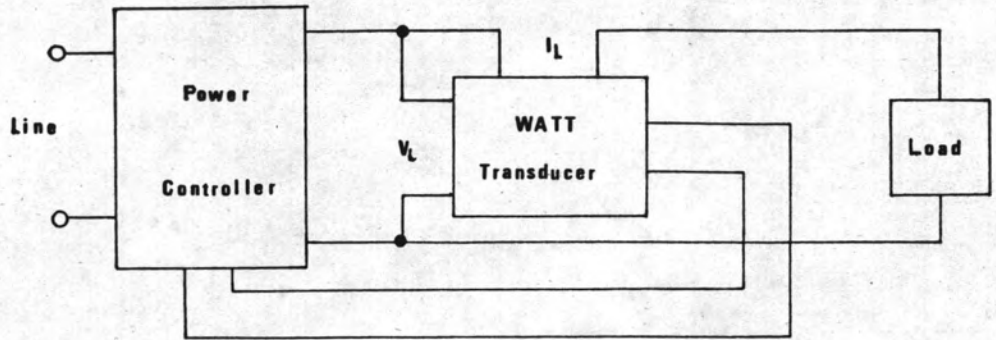 Line
Power
Controller
I_L
V_L
WATT
Transducer
Load